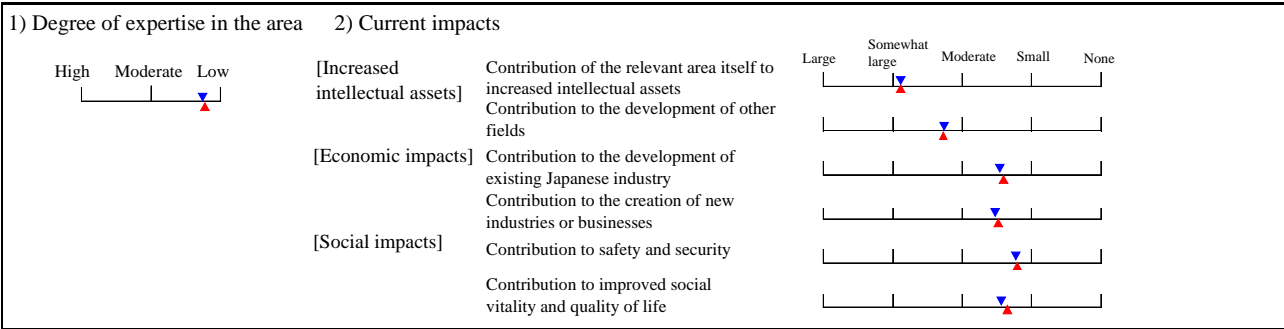 1) Degree of expertise in the area 2) Current impacts
High Moderate Low
Large Somewhat large Moderate Small None
[Increased intellectual assets]
Contribution of the relevant area itself to
increased intellectual assets
Contribution to the development of other
fields
[Economic impacts]
Contribution to the development of
existing Japanese industry
Contribution to the creation of new
industries or businesses
[Social impacts]
Contribution to safety and security
Contribution to improved social
vitality and quality of life